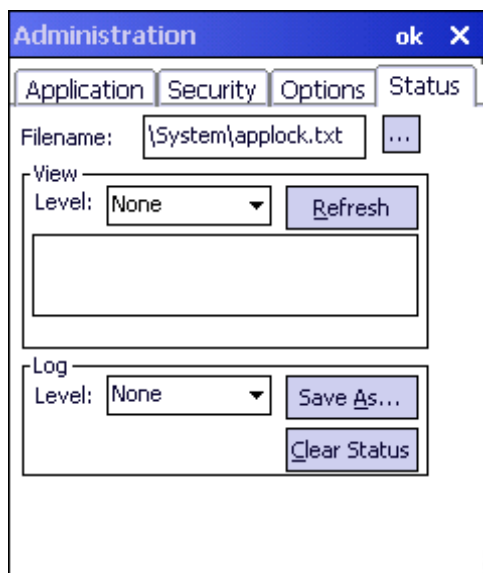 Administration ok X
Application Security Options Status
Filename: \System\applock.txt ...
View
Level: None Refresh
Log
Level: None Save As...
Clear Status